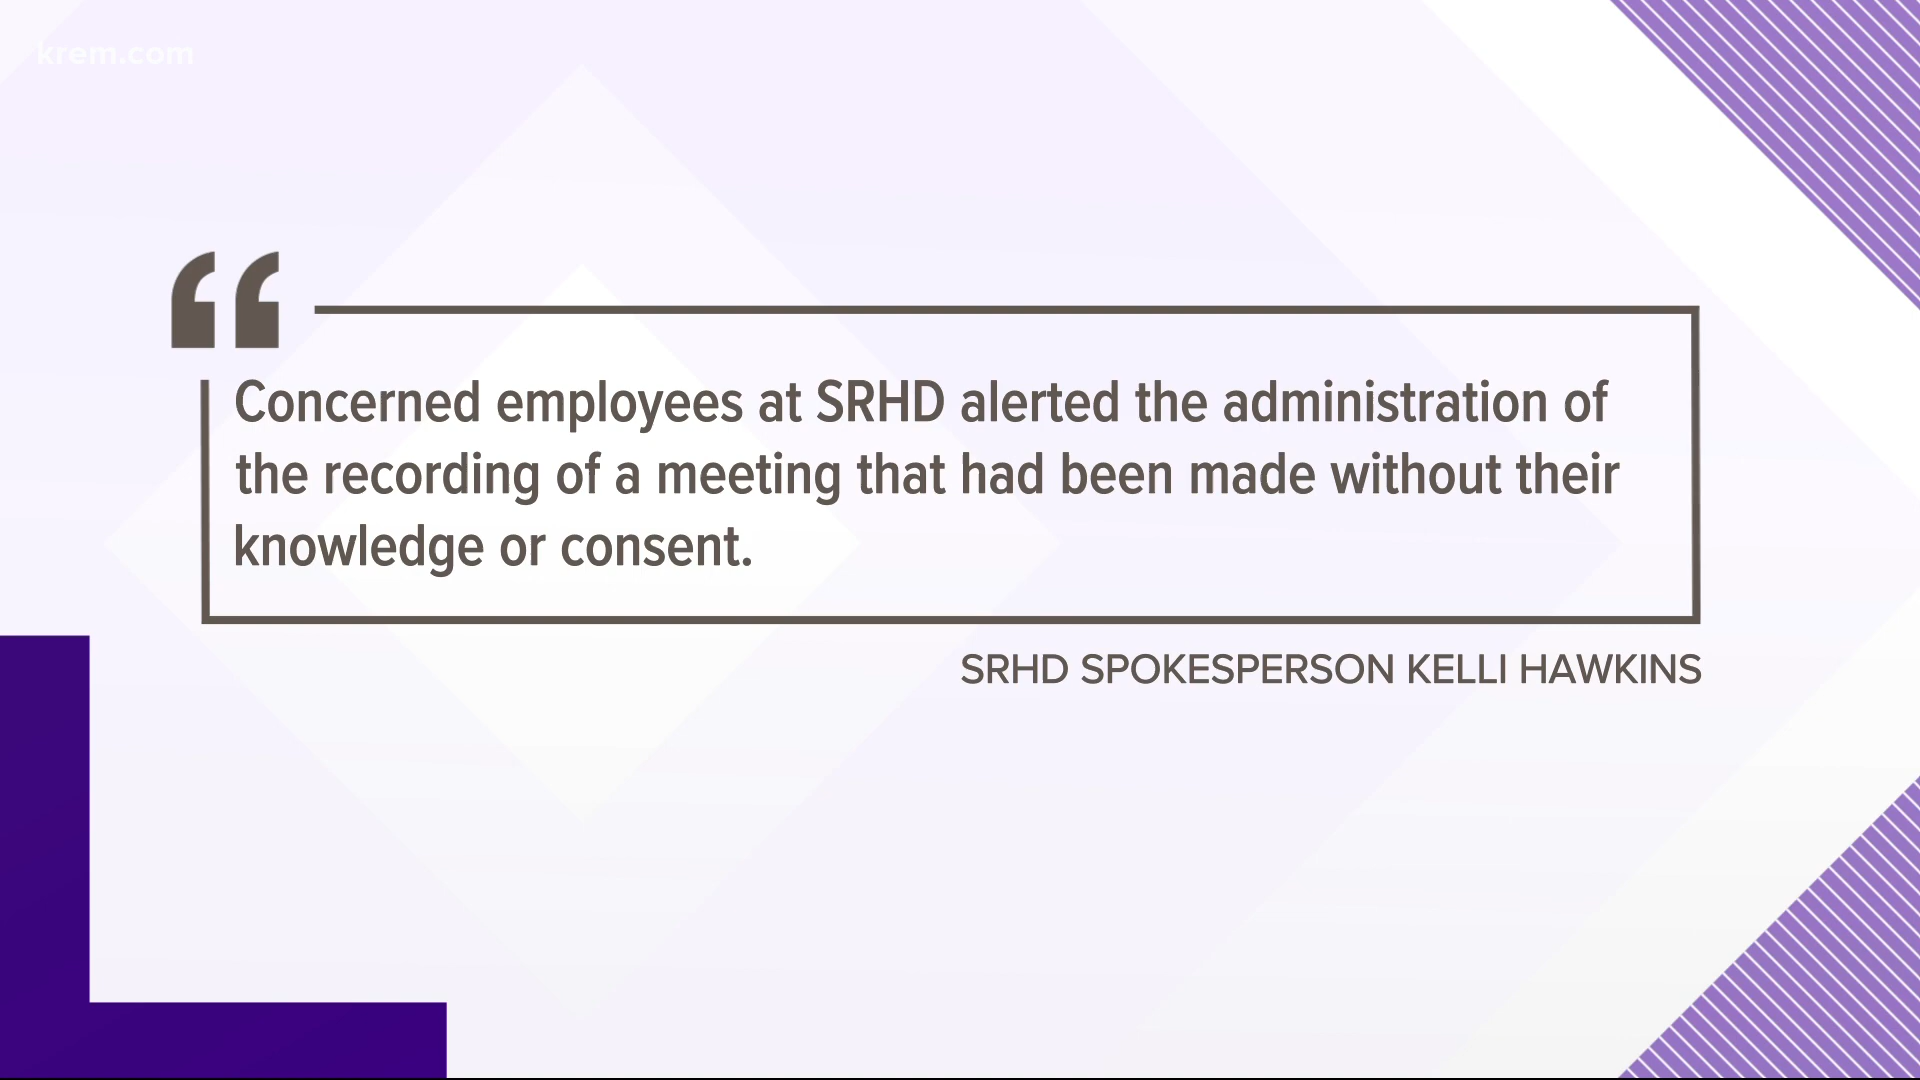 krem.com
“
Concerned employees at SRHD alerted the administration of
the recording of a meeting that had been made without their
knowledge or consent.
SRHD SPOKESPERSON KELLI HAWKINS